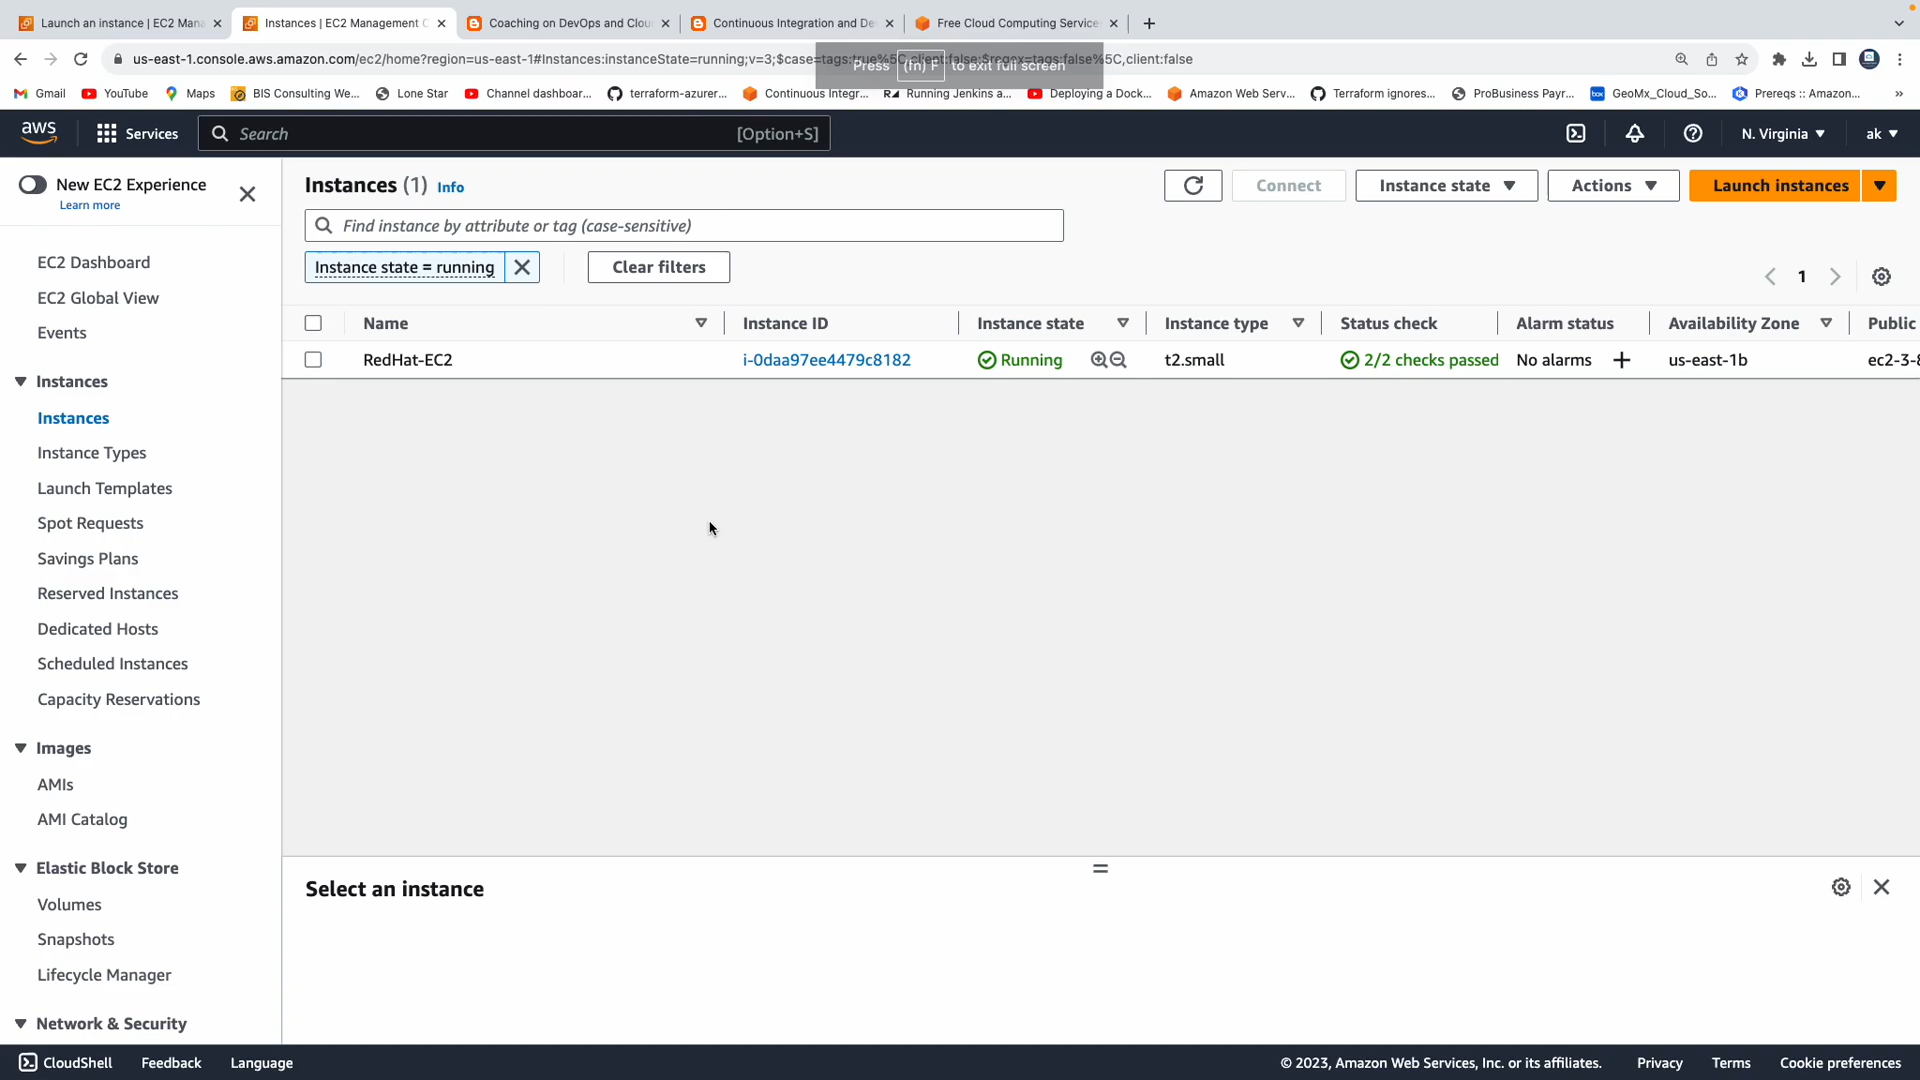 Launch an instance | EC2 Mana
Instances | EC2 Management C
Coaching on DevOps and Clou
Continuous Integration and De
Free Cloud Computing Service
us-east-1.console.aws.amazon.com/ec2/home?region=us-east-1#Instances:instanceState=running;v=3;$case=tags:true%5C,client:false;$regex=tags:false%5C,client:false
Press (fn) F to exit full screen
Gmail
YouTube
Maps
BIS Consulting We...
Lone Star
Channel dashboar...
terraform-azurer...
Continuous Integr...
Running Jenkins a...
Deploying a Dock...
Amazon Web Serv...
Terraform ignores...
ProBusiness Payr...
GeoMx_Cloud_So...
Prereqs :: Amazon...
»
aws
Services
Search
[Option+S]
N. Virginia
ak
New EC2 Experience
Learn more
EC2 Dashboard
EC2 Global View
Events
Instances
Instances
Instance Types
Launch Templates
Spot Requests
Savings Plans
Reserved Instances
Dedicated Hosts
Scheduled Instances
Capacity Reservations
Images
AMIs
AMI Catalog
Elastic Block Store
Volumes
Snapshots
Lifecycle Manager
Network & Security
Instances (1) Info
Connect
Instance state
Actions
Launch instances
Find instance by attribute or tag (case-sensitive)
Instance state = running
Clear filters
1
Name Instance ID Instance state Instance type Status check Alarm status Availability Zone Public
RedHat-EC2 i-0daa97ee4479c8182 Running t2.small 2/2 checks passed No alarms + us-east-1b ec2-3-8
Select an instance
CloudShell Feedback Language
© 2023, Amazon Web Services, Inc. or its affiliates. Privacy Terms Cookie preferences